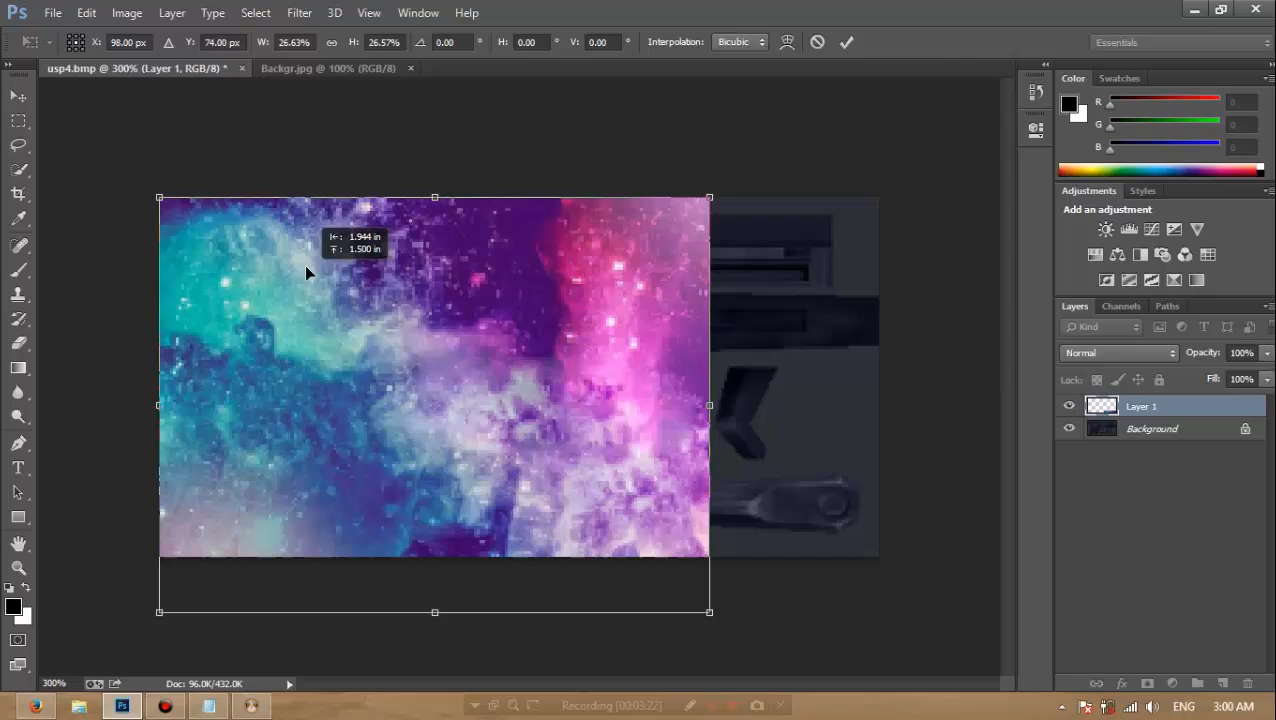 Ps File Edit Image Layer Type Select Filter 3D View Window Help
X: 98.00 px Y: 74.00 px W: 26.63% H: 26.57% 0.00 ° H: 0.00 ° V: 0.00 ° Interpolation: Bicubic Essentials
usp4.bmp @ 300% (Layer 1, RGB/8) * × Backgr.jpg @ 100% (RGB/8) ×
Color Swatches
R 0
G 0
B 0
Adjustments Styles
Add an adjustment
1.944 in
1.500 in
Layers Channels Paths
Kind
Normal Opacity: 100%
Lock: Fill: 100%
Layer 1
Background
300% Doc: 96.0K/432.0K
Ps Recording [00:03:22] ENG 3:00 AM